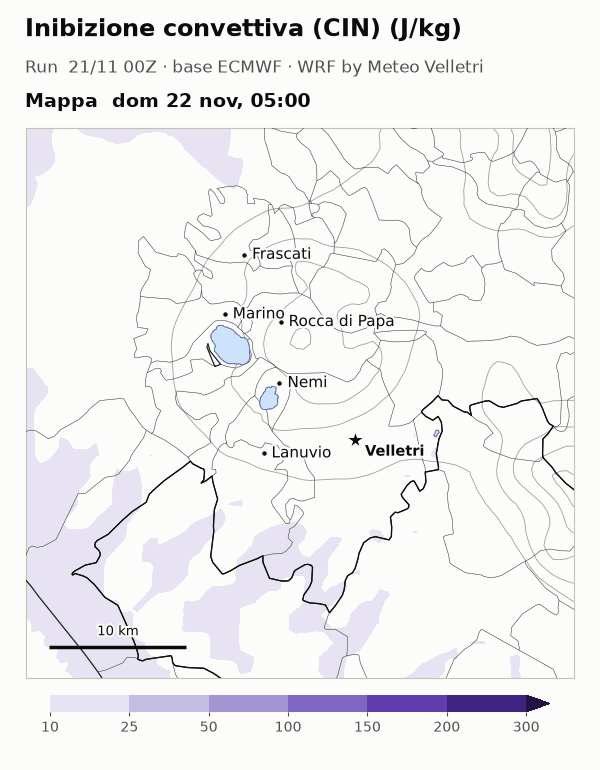 Inibizione convettiva (CIN) (J/kg)
Run 21/11 00Z · base ECMWF · WRF by Meteo Velletri
Mappa dom 22 nov, 05:00
Frascati
Marino
Rocca di Papa
Nemi
Velletri
Lanuvio
10 km
10 25 50 100 150 200 300